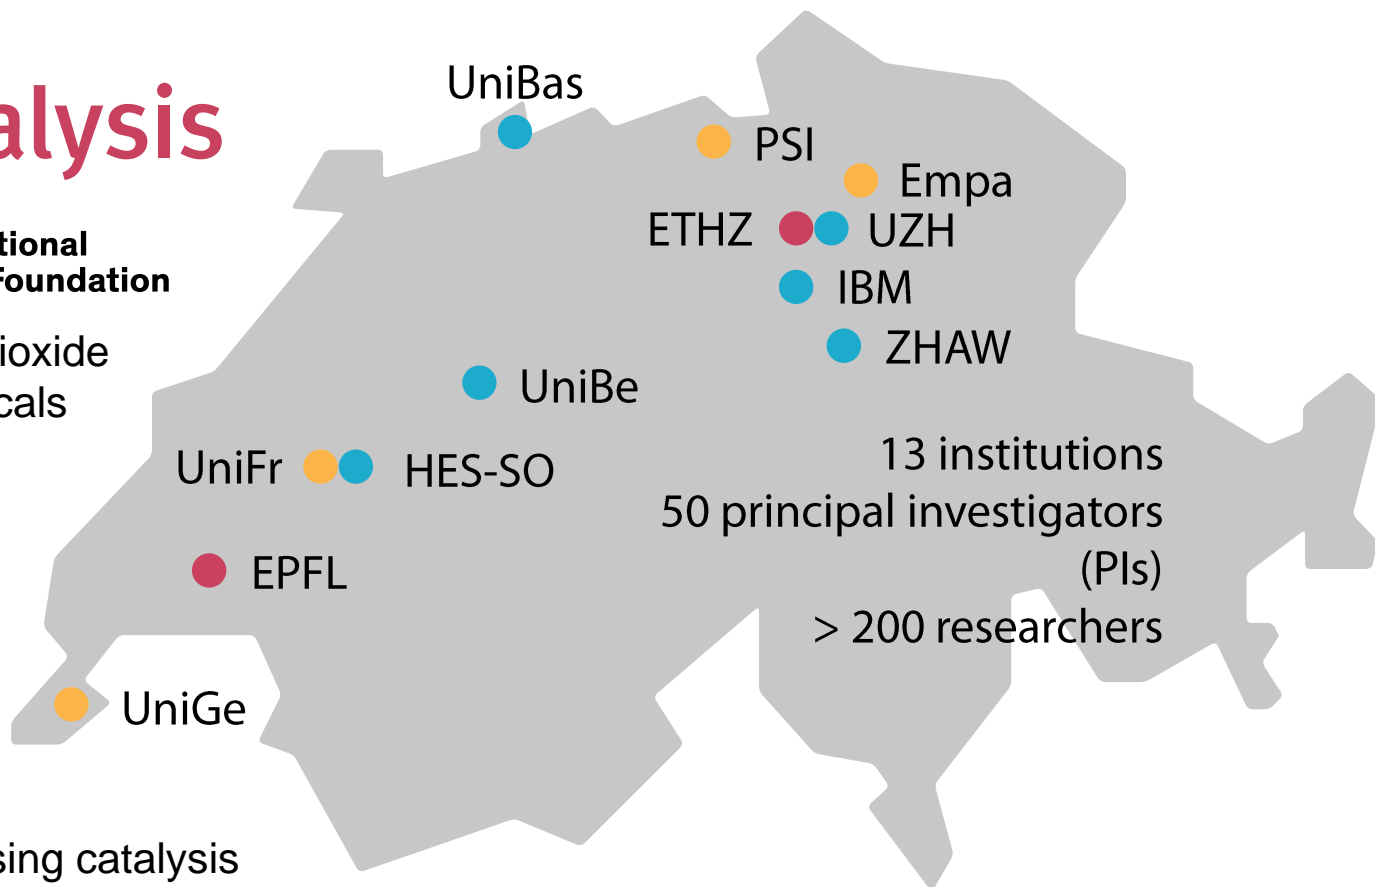 UniBas
alysis
PSI
Empa
ETHZ
UZH
tional
Foundation
IBM
ioxide
ZHAW
cals
UniBe
13 institutions
UniFr
HES-SO
50 principal investigators
(PIs)
EPFL
> 200 researchers
UniGe
sing catalysis